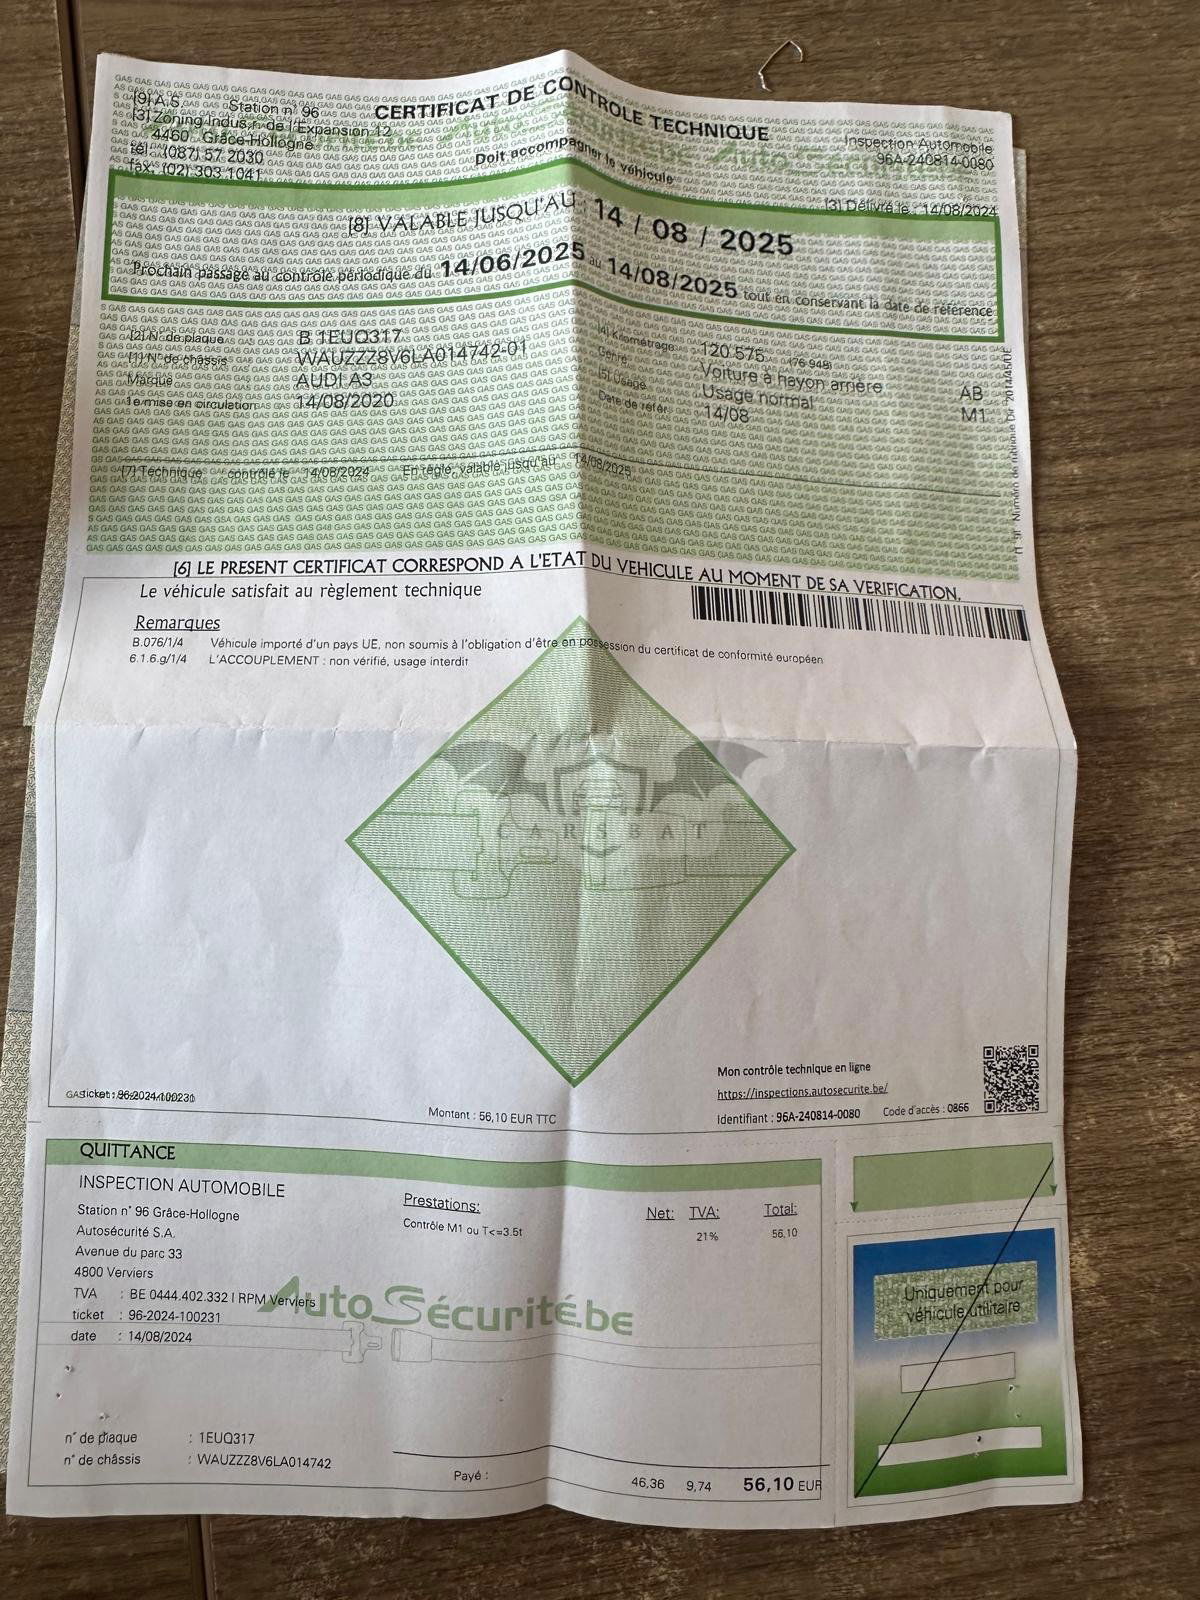 [9] A.S. Station n° 96
[3] Zoning Indus., r. de l'Expansion 12
4460 Grâce-Hollogne
tél.: (087) 57 2030
fax: (02) 303 1041
CERTIFICAT DE CONTROLE TECHNIQUE
Doit accompagner le véhicule
Inspection Automobile
96A-240814-0080
[3] Délivré le : 14/08/2024
[8] VALABLE JUSQU'AU 14 / 08 / 2025
Prochain passage au contrôle périodique du 14/06/2025 au 14/08/2025 tout en conservant la date de référence
[2] N° de plaque B 1EUQ317
[1] N° de châssis WAUZZZ8V6LA014742-01
Marque AUDI A3
1e mise en circulation 14/08/2020
[4] Kilométrage 120.575 (76 948)
Genre Voiture à hayon arrière AB
[5] Usage Usage normal M1
Date de référ. 14/08
[7] Technique contrôlé le 14/08/2024 En règle, valable jusqu'au 14/08/2025
[6] LE PRESENT CERTIFICAT CORRESPOND A L'ETAT DU VEHICULE AU MOMENT DE SA VERIFICATION.
Le véhicule satisfait au règlement technique
Remarques
B.076/1/4 Véhicule importé d'un pays UE, non soumis à l'obligation d'être en possession du certificat de conformité européen
6.1.6.g/1/4 L'ACCOUPLEMENT : non vérifié, usage interdit
CARSBAT
Mon contrôle technique en ligne
https://inspections.autosecurite.be/
Identifiant : 96A-240814-0080 Code d'accès : 0866
ticket : 96-2024-100231
Montant : 56,10 EUR TTC
QUITTANCE
INSPECTION AUTOMOBILE
Station n° 96 Grâce-Hollogne
Autosécurité S.A.
Avenue du parc 33
4800 Verviers
TVA : BE 0444.402.332 | RPM Verviers
ticket : 96-2024-100231
date : 14/08/2024
Prestations:
Contrôle M1 ou T<=3.5t
Net: TVA: Total:
21% 56,10
AutoSécurité.be
n° de plaque : 1EUQ317
n° de châssis : WAUZZZ8V6LA014742
Payé : 46,36 9,74 56,10 EUR
Uniquement pour
véhicule utilitaire